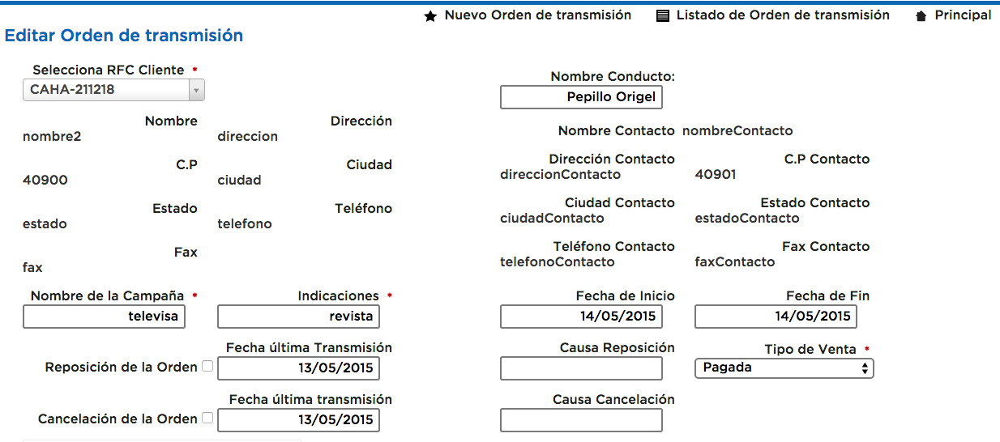 Nuevo Orden de transmisión Listado de Orden de transmisión Principal
Editar Orden de transmisión
Selecciona RFC Cliente *
CAHA-211218
Nombre Conducto:
Pepillo Origel
Nombre Dirección
nombre2 direccion
Nombre Contacto nombreContacto
C.P Ciudad
40900 ciudad
Dirección Contacto C.P Contacto
direccionContacto 40901
Estado Teléfono
estado telefono
Ciudad Contacto Estado Contacto
ciudadContacto estadoContacto
Fax
fax
Teléfono Contacto Fax Contacto
telefonoContacto faxContacto
Nombre de la Campaña * Indicaciones * Fecha de Inicio Fecha de Fin
televisa revista 14/05/2015 14/05/2015
Fecha última Transmisión Causa Reposición Tipo de Venta *
Reposición de la Orden 13/05/2015 Pagada
Fecha última transmisión Causa Cancelación
Cancelación de la Orden 13/05/2015